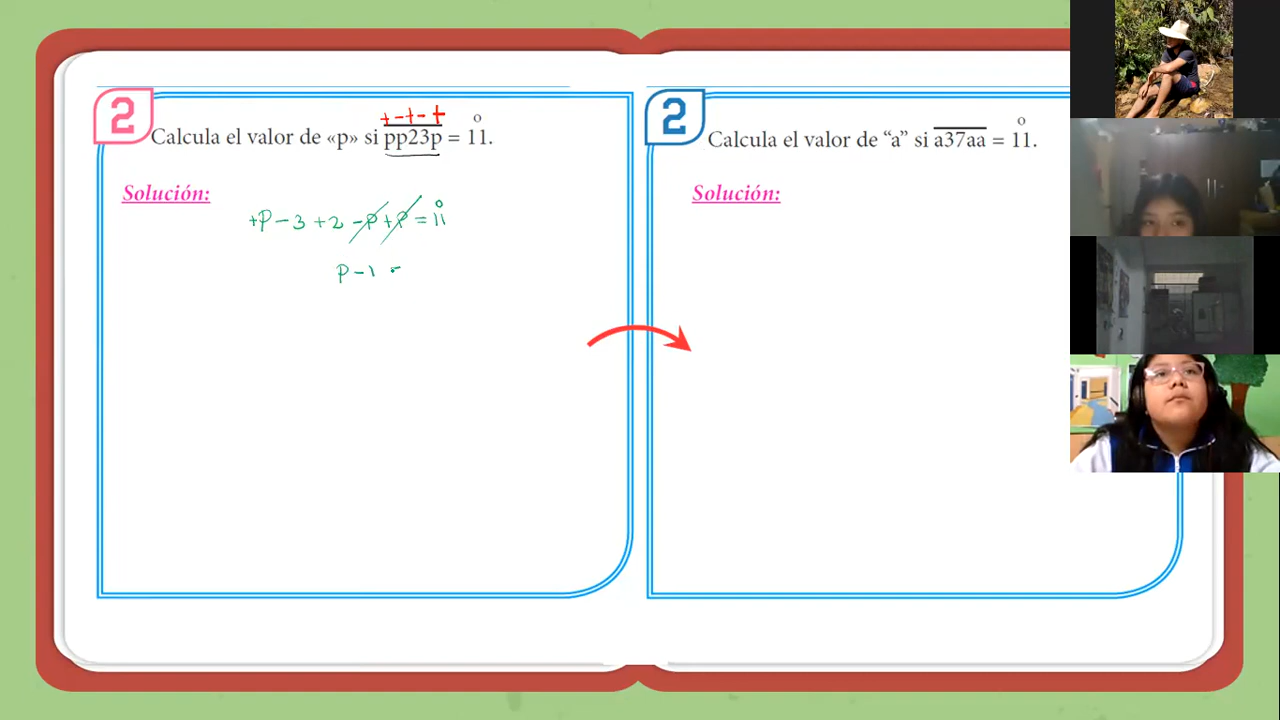 2
+ - + - +
Calcula el valor de «p» si pp23p = 11̊.
Solución:
+P - 3 + 2 - P + P = 11̊
P - 1 =
2
Calcula el valor de “a” si a37aa = 11̊.
Solución: